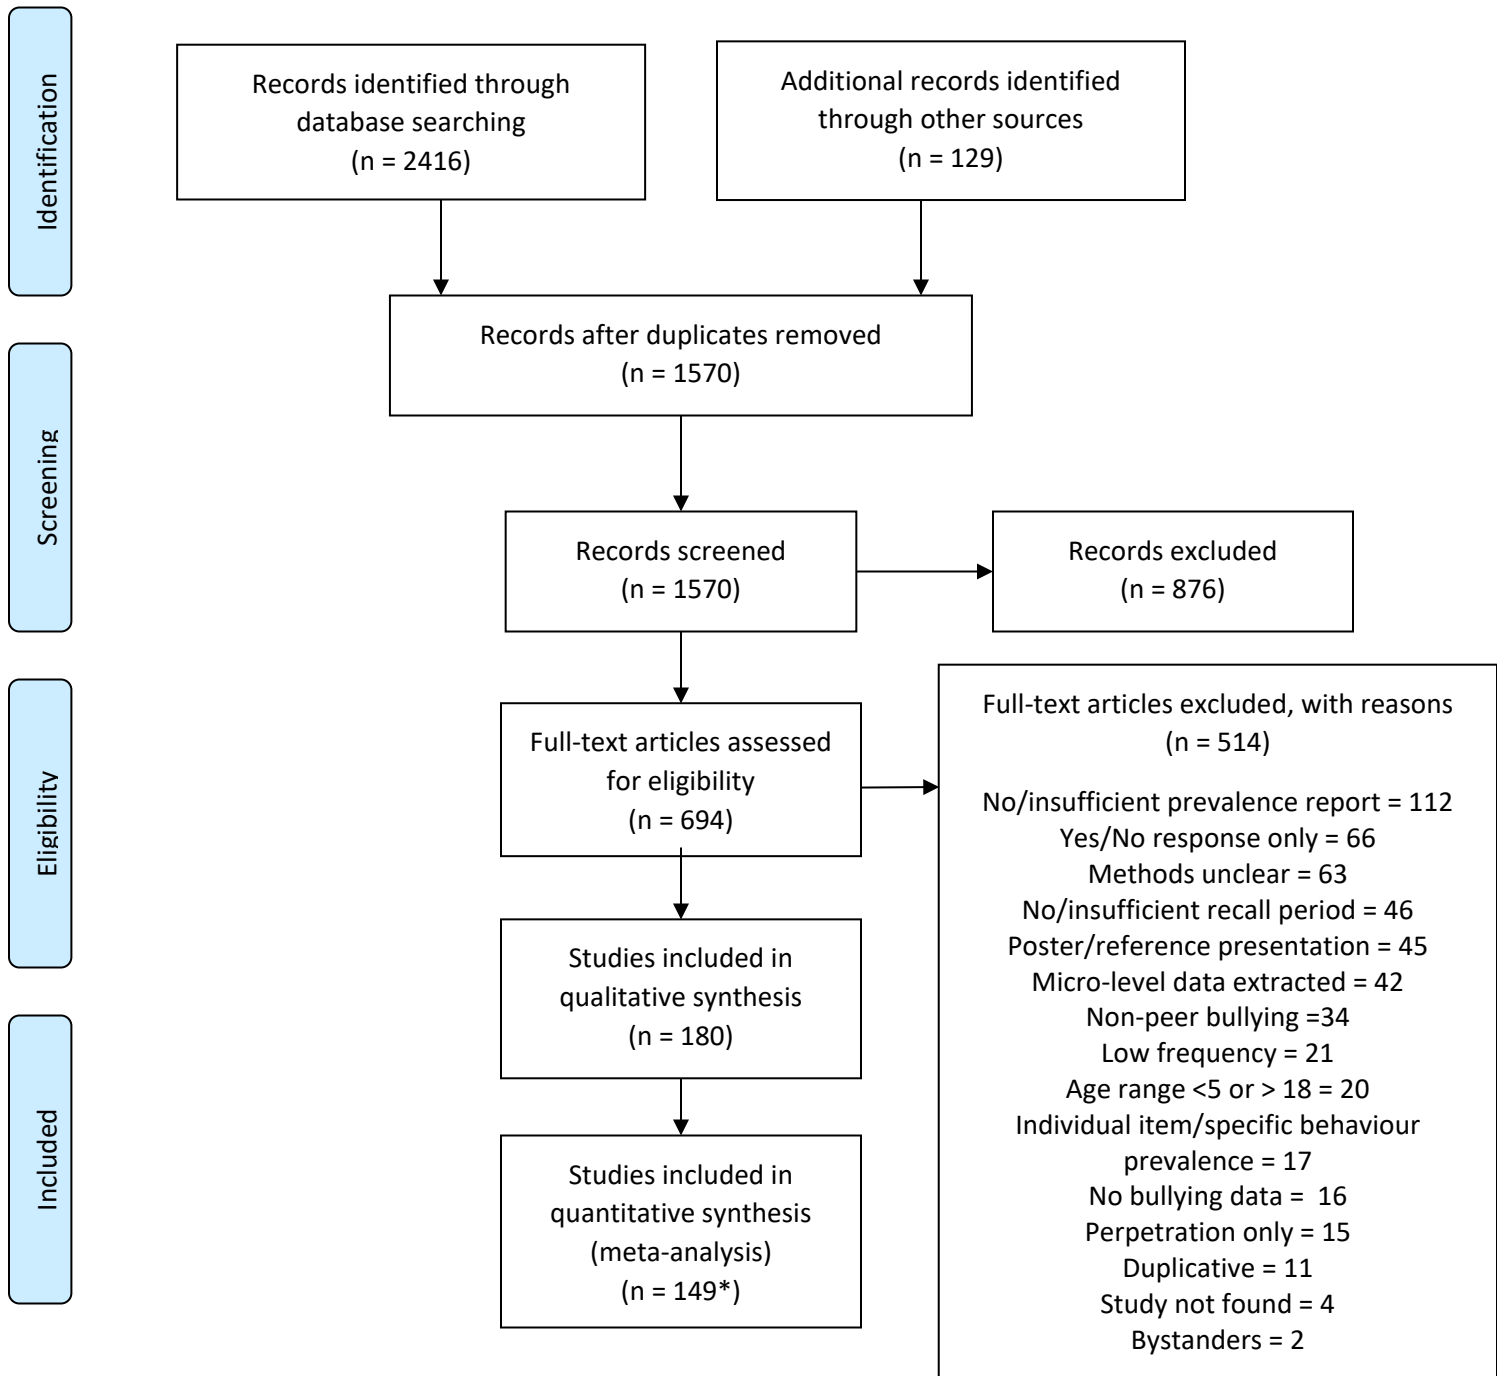 Identification
Records identified through
database searching
(n = 2416)
Additional records identified
through other sources
(n = 129)
Records after duplicates removed
(n = 1570)
Screening
Records screened
(n = 1570)
Records excluded
(n = 876)
Eligibility
Full-text articles assessed
for eligibility
(n = 694)
Full-text articles excluded, with reasons
(n = 514)
No/insufficient prevalence report = 112
Yes/No response only = 66
Methods unclear = 63
No/insufficient recall period = 46
Poster/reference presentation = 45
Micro-level data extracted = 42
Non-peer bullying =34
Low frequency = 21
Age range <5 or > 18 = 20
Individual item/specific behaviour
prevalence = 17
No bullying data =  16
Perpetration only = 15
Duplicative = 11
Study not found = 4
Bystanders = 2
Studies included in
qualitative synthesis
(n = 180)
Included
Studies included in
quantitative synthesis
(meta-analysis)
(n = 149*)